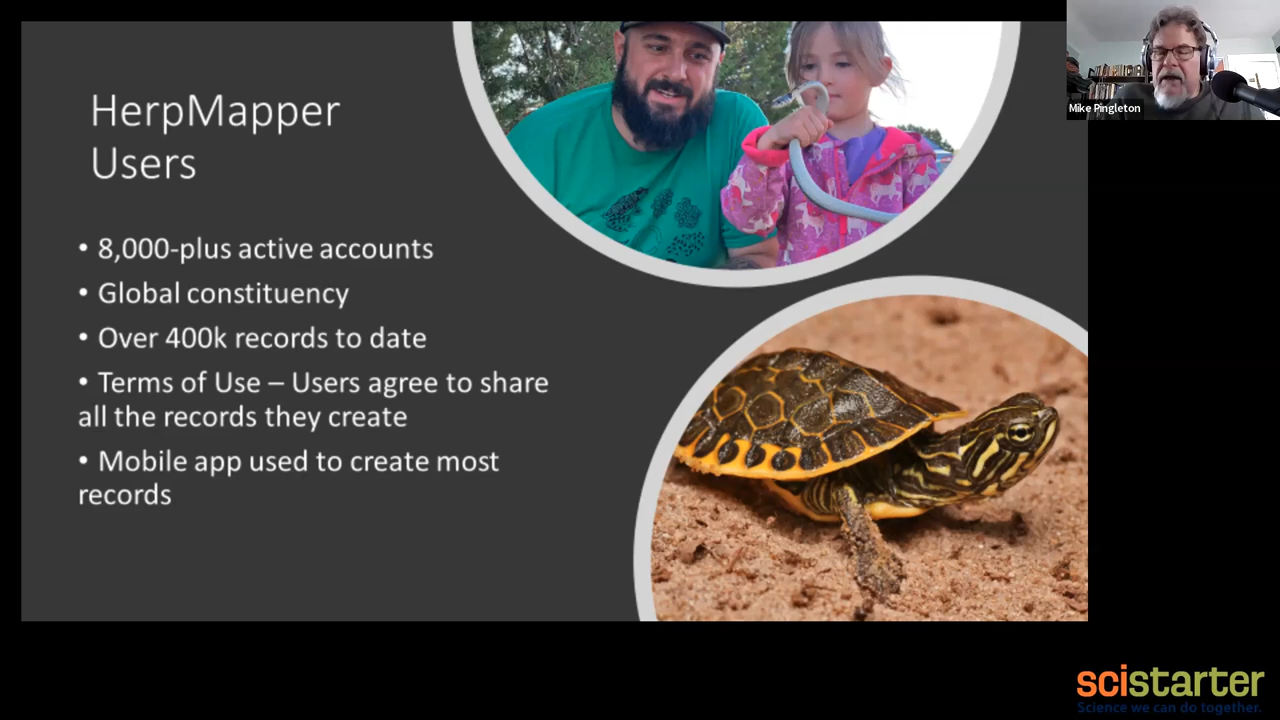 HerpMapper
Users
• 8,000-plus active accounts
• Global constituency
• Over 400k records to date
• Terms of Use – Users agree to share
all the records they create
• Mobile app used to create most
records
Mike Pingleton
scistarter
Science we can do together.